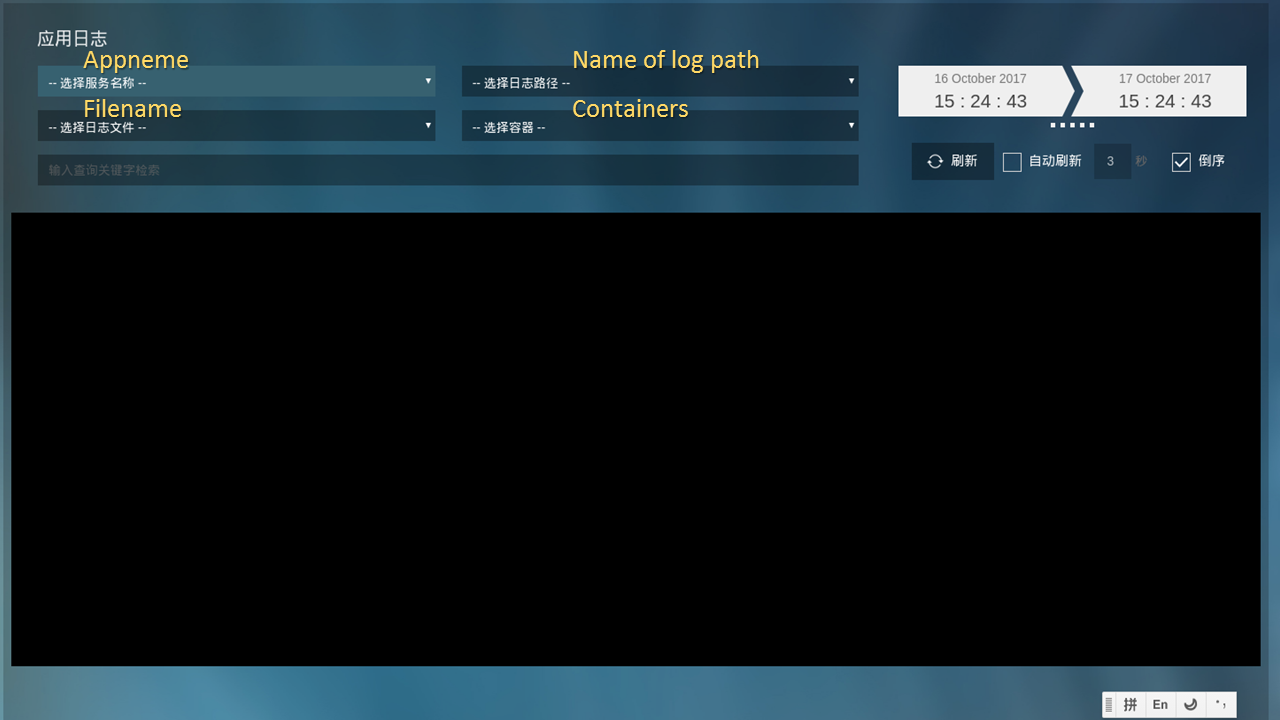 应用日志
Appneme
Name of log path
-- 选择服务名称 --
-- 选择日志路径 --
16 October 2017
17 October 2017
15 : 24 : 43
15 : 24 : 43
Filename
Containers
-- 选择日志文件 --
-- 选择容器 --
输入查询关键字检索
刷新
自动刷新
3
秒
倒序
拼
En